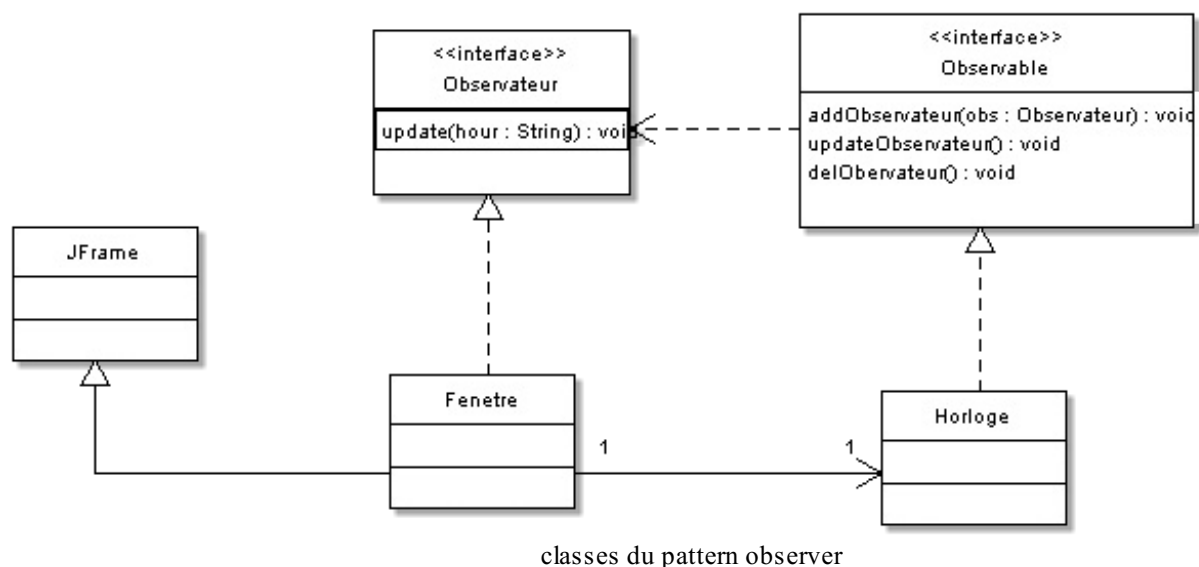 <<interface>>
Observateur
update(hour : String) : void
<<interface>>
Observable
addObservateur(obs : Observateur) : void
updateObservateur() : void
delObervateur() : void
JFrame
Fenetre
1
1
Horloge
classes du pattern observer